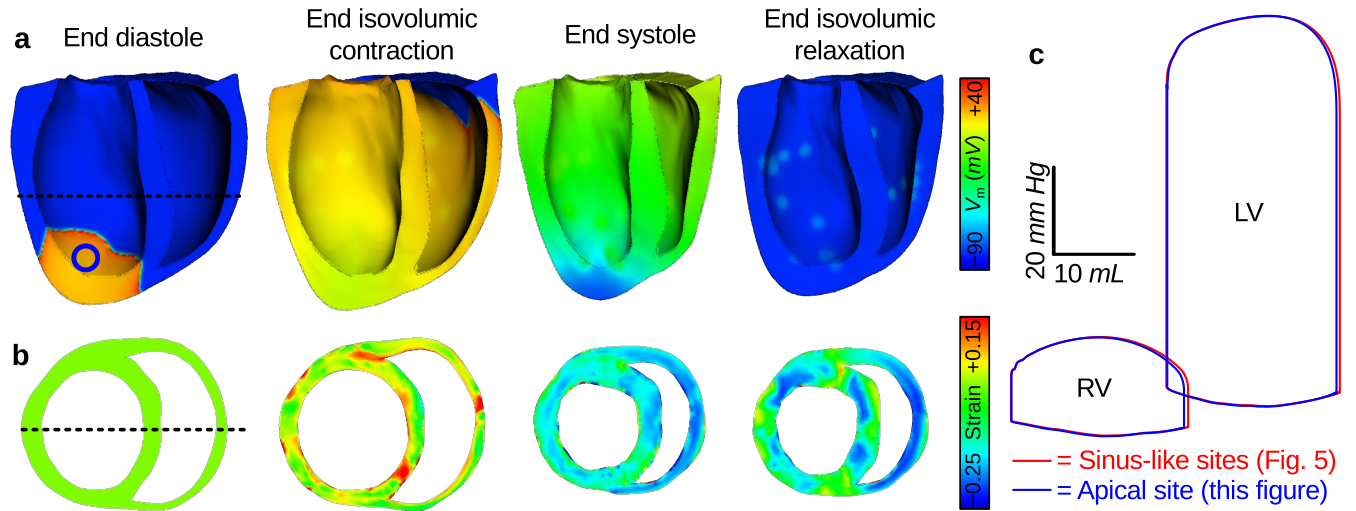 a
End diastole
End isovolumic
contraction
End systole
End isovolumic
relaxation
−90 Vm (mV) +40
b
−0.25 Strain +0.15
c
LV
20 mm Hg
10 mL
RV
= Sinus-like sites (Fig. 5)
= Apical site (this figure)